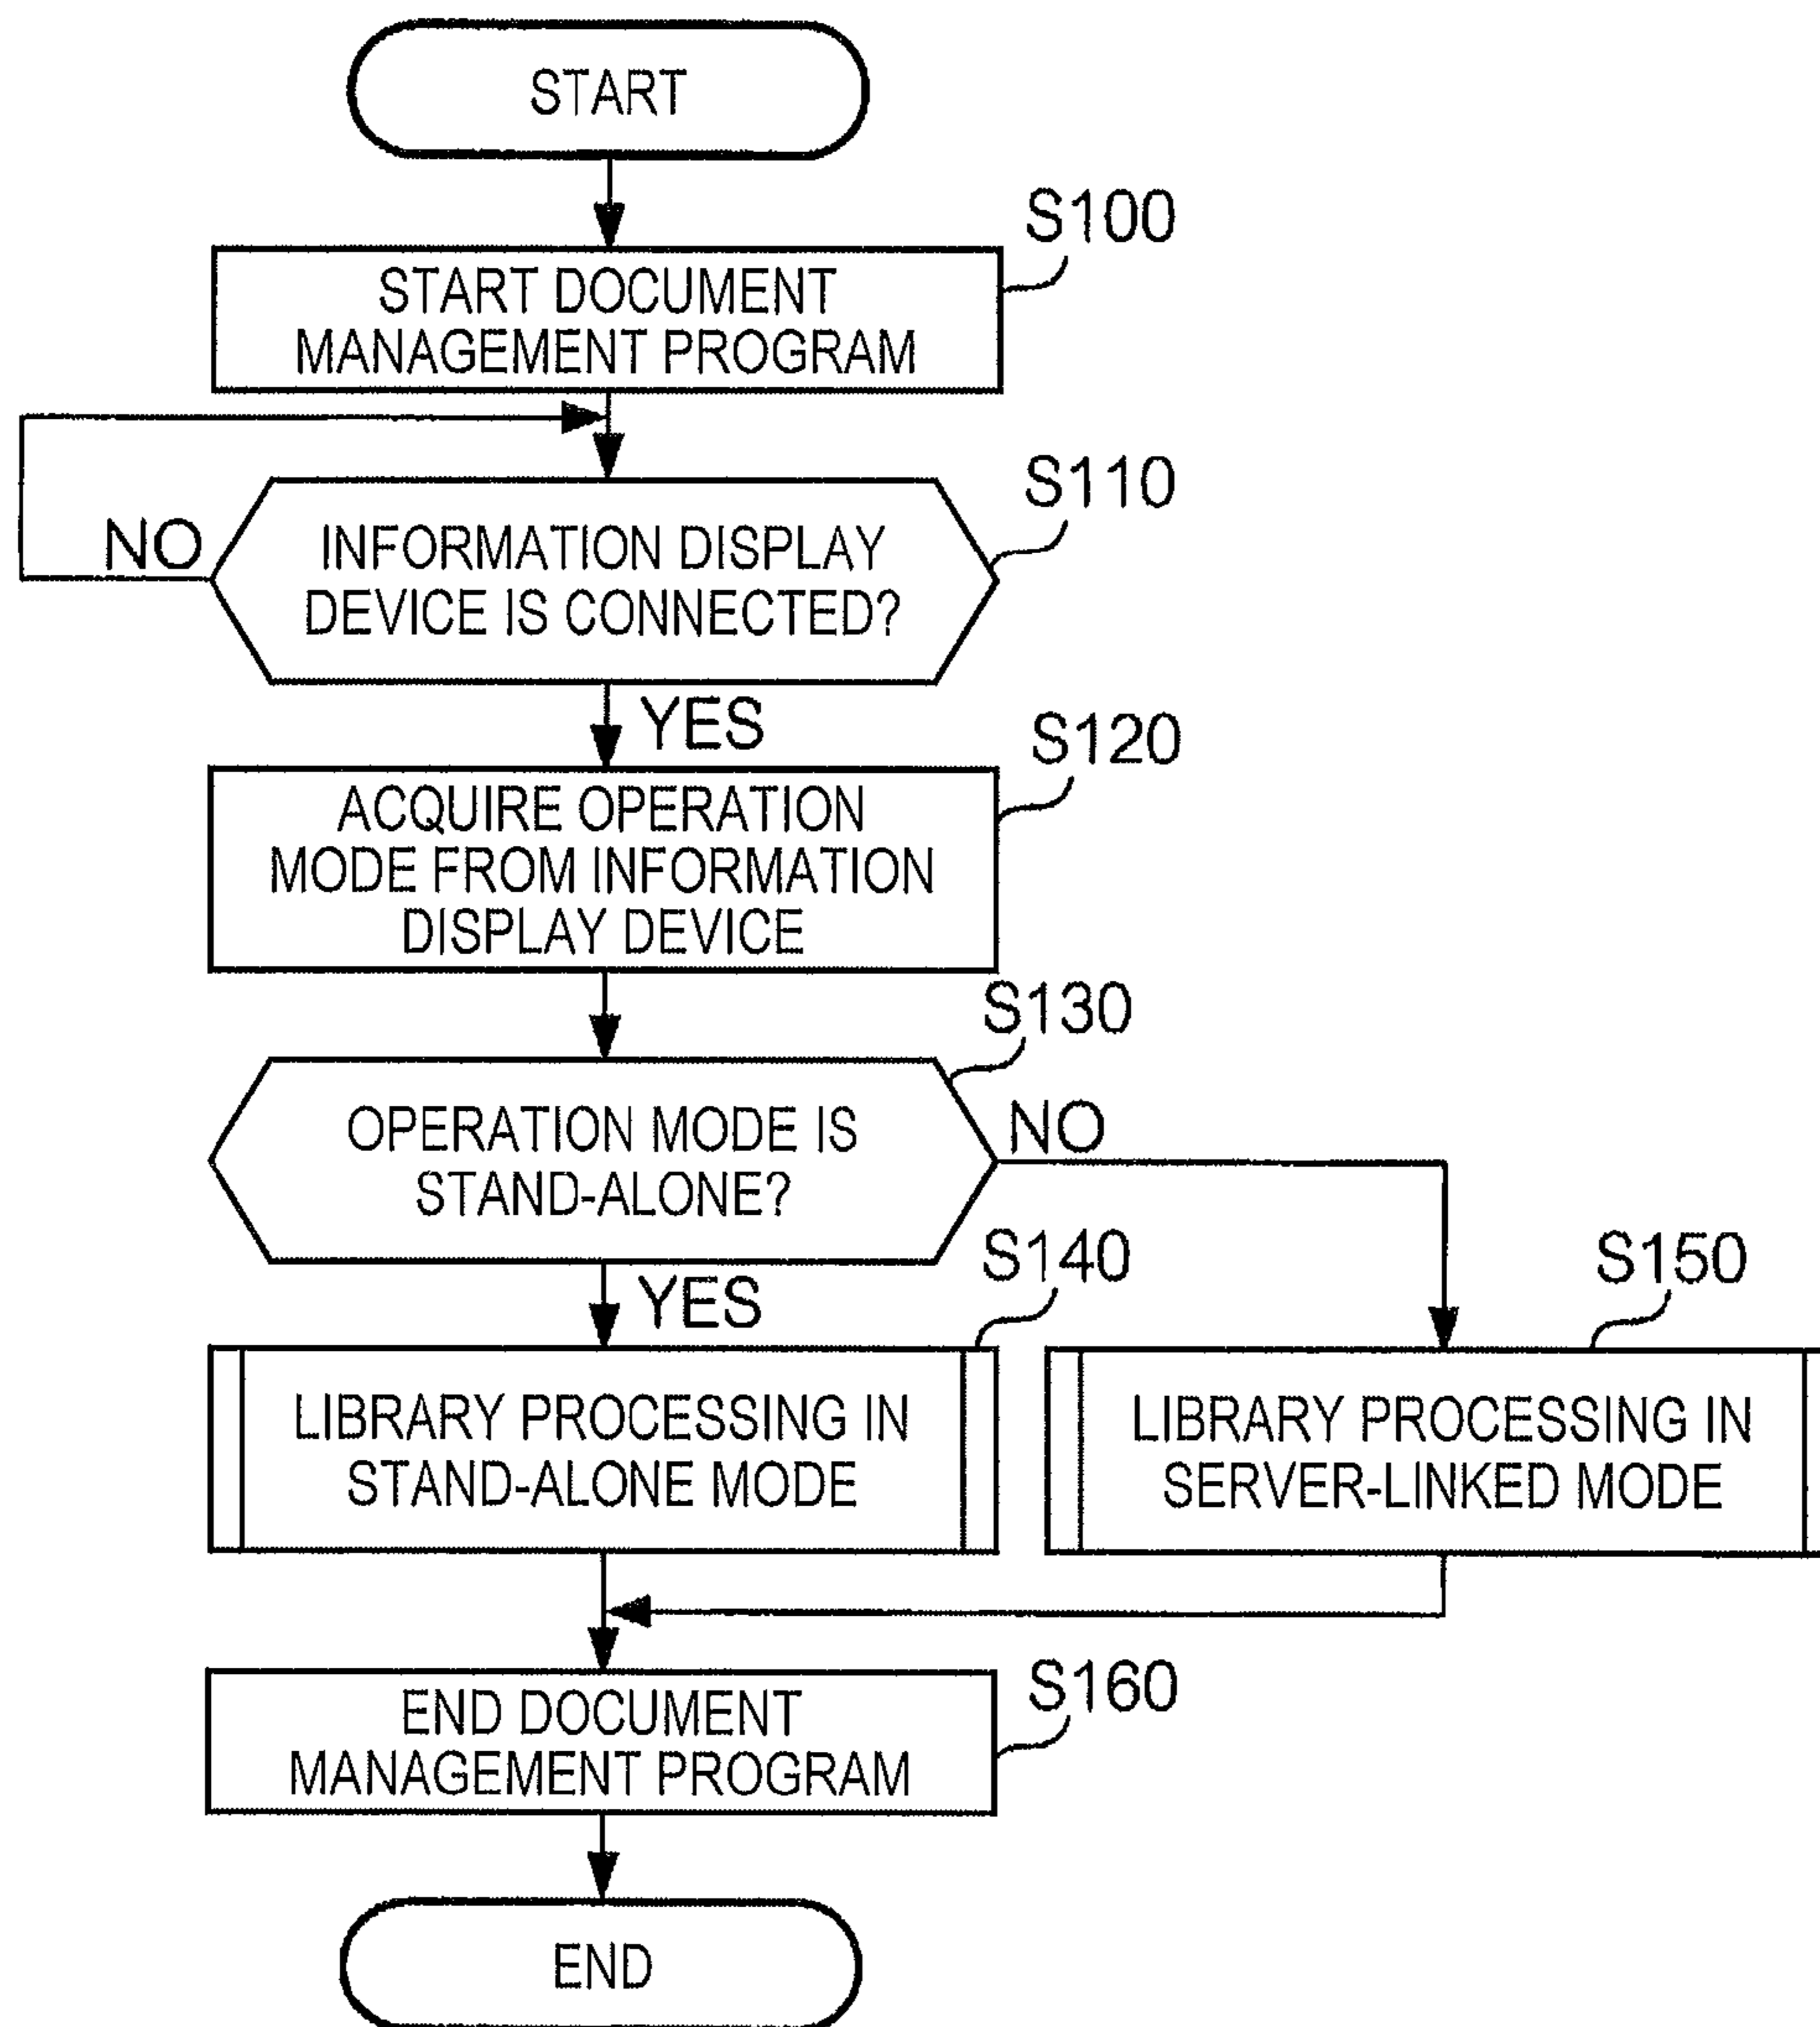 START
S100
START DOCUMENT
MANAGEMENT PROGRAM
S110
NO
INFORMATION DISPLAY
DEVICE IS CONNECTED?
YES
S120
ACQUIRE OPERATION
MODE FROM INFORMATION
DISPLAY DEVICE
S130
OPERATION MODE IS
STAND-ALONE?
NO
YES
S140
S150
LIBRARY PROCESSING IN
STAND-ALONE MODE
LIBRARY PROCESSING IN
SERVER-LINKED MODE
S160
END DOCUMENT
MANAGEMENT PROGRAM
END